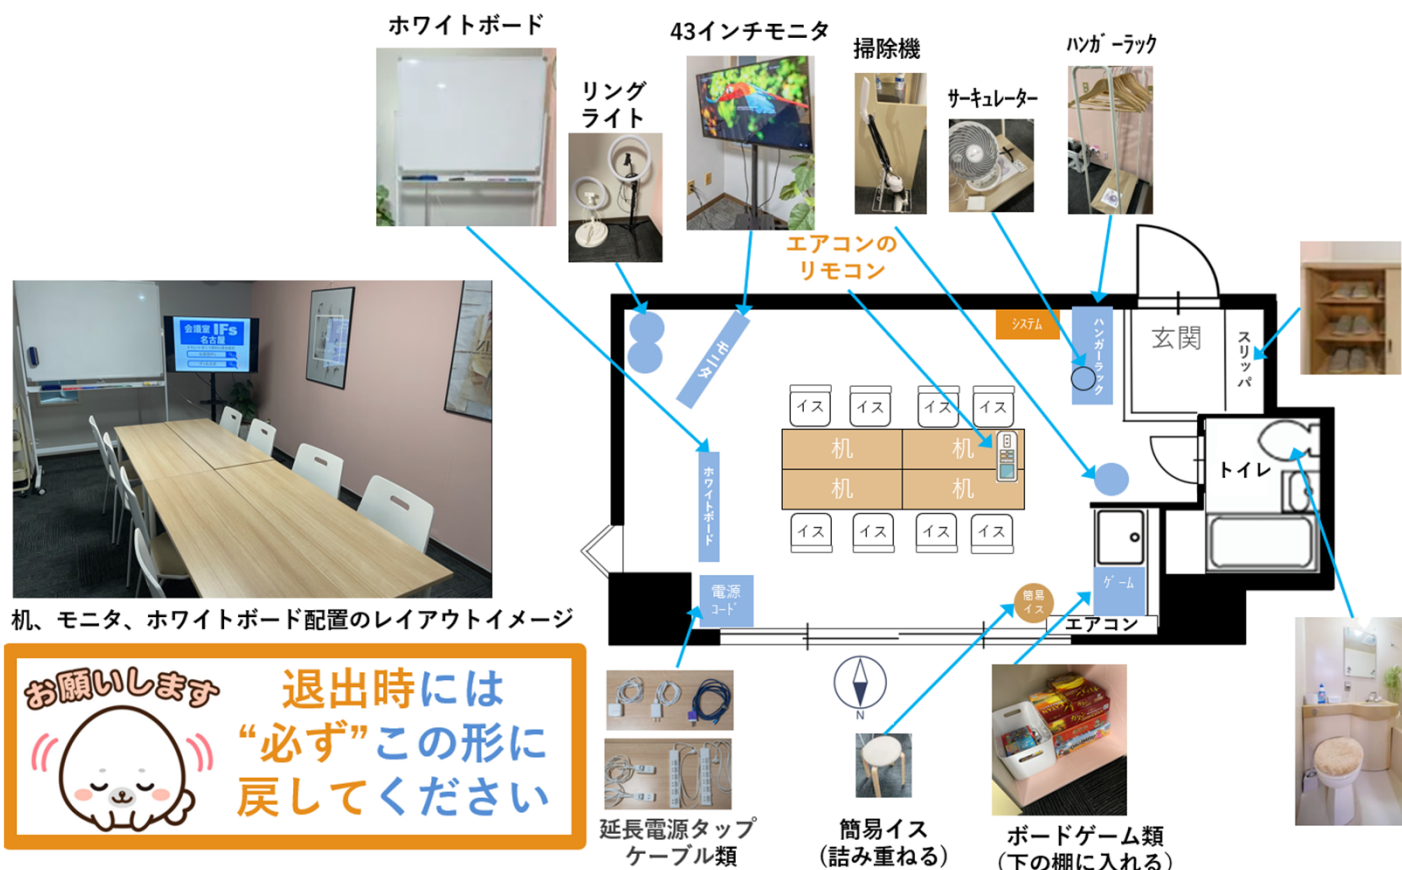 ホワイトボード
リング
ライト
43インチモニタ
掃除機
サーキュレーター
ハンガーラック
エアコンの
リモコン
会議室 IFs
名古屋
システム
ハンガーラック
玄関
スリッパ
モニタ
イス
イス
イス
イス
机
机
机
机
トイレ
ホワイトボード
イス
イス
イス
イス
電源
コード
簡易
イス
ゲーム
エアコン
N
机、モニタ、ホワイトボード配置のレイアウトイメージ
お願いします
退出時には
“必ず”この形に
戻してください
延長電源タップ
ケーブル類
簡易イス
(詰み重ねる)
ボードゲーム類
(下の棚に入れる)